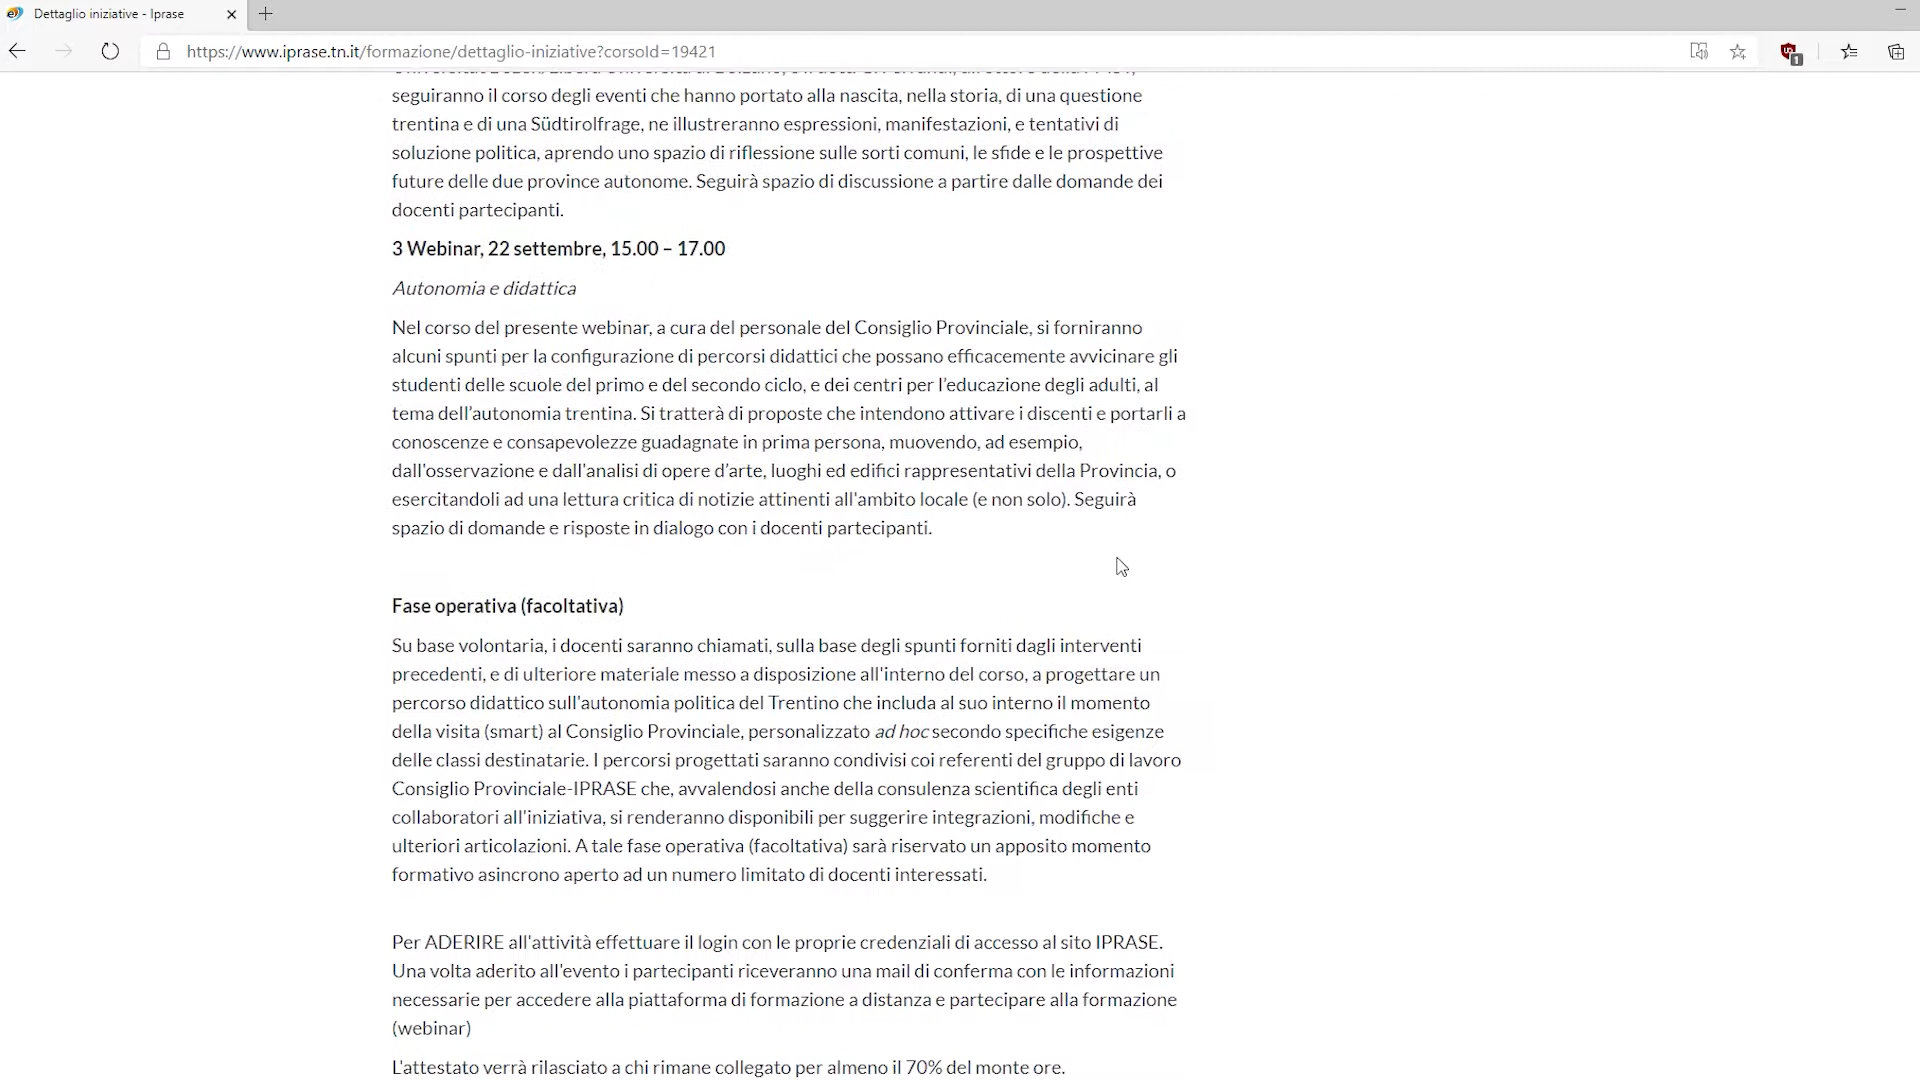 Dettaglio iniziative - Iprase
https://www.iprase.tn.it/formazione/dettaglio-iniziative?corsoId=19421
seguiranno il corso degli eventi che hanno portato alla nascita, nella storia, di una questione
trentina e di una Südtirolfrage, ne illustreranno espressioni, manifestazioni, e tentativi di
soluzione politica, aprendo uno spazio di riflessione sulle sorti comuni, le sfide e le prospettive
future delle due province autonome. Seguirà spazio di discussione a partire dalle domande dei
docenti partecipanti.
3 Webinar, 22 settembre, 15.00 – 17.00
Autonomia e didattica
Nel corso del presente webinar, a cura del personale del Consiglio Provinciale, si forniranno
alcuni spunti per la configurazione di percorsi didattici che possano efficacemente avvicinare gli
studenti delle scuole del primo e del secondo ciclo, e dei centri per l’educazione degli adulti, al
tema dell’autonomia trentina. Si tratterà di proposte che intendono attivare i discenti e portarli a
conoscenze e consapevolezze guadagnate in prima persona, muovendo, ad esempio,
dall'osservazione e dall'analisi di opere d’arte, luoghi ed edifici rappresentativi della Provincia, o
esercitandoli ad una lettura critica di notizie attinenti all'ambito locale (e non solo). Seguirà
spazio di domande e risposte in dialogo con i docenti partecipanti.
Fase operativa (facoltativa)
Su base volontaria, i docenti saranno chiamati, sulla base degli spunti forniti dagli interventi
precedenti, e di ulteriore materiale messo a disposizione all'interno del corso, a progettare un
percorso didattico sull'autonomia politica del Trentino che includa al suo interno il momento
della visita (smart) al Consiglio Provinciale, personalizzato ad hoc secondo specifiche esigenze
delle classi destinatarie. I percorsi progettati saranno condivisi coi referenti del gruppo di lavoro
Consiglio Provinciale-IPRASE che, avvalendosi anche della consulenza scientifica degli enti
collaboratori all'iniziativa, si renderanno disponibili per suggerire integrazioni, modifiche e
ulteriori articolazioni. A tale fase operativa (facoltativa) sarà riservato un apposito momento
formativo asincrono aperto ad un numero limitato di docenti interessati.
Per ADERIRE all'attività effettuare il login con le proprie credenziali di accesso al sito IPRASE.
Una volta aderito all'evento i partecipanti riceveranno una mail di conferma con le informazioni
necessarie per accedere alla piattaforma di formazione a distanza e partecipare alla formazione
(webinar)
L'attestato verrà rilasciato a chi rimane collegato per almeno il 70% del monte ore.